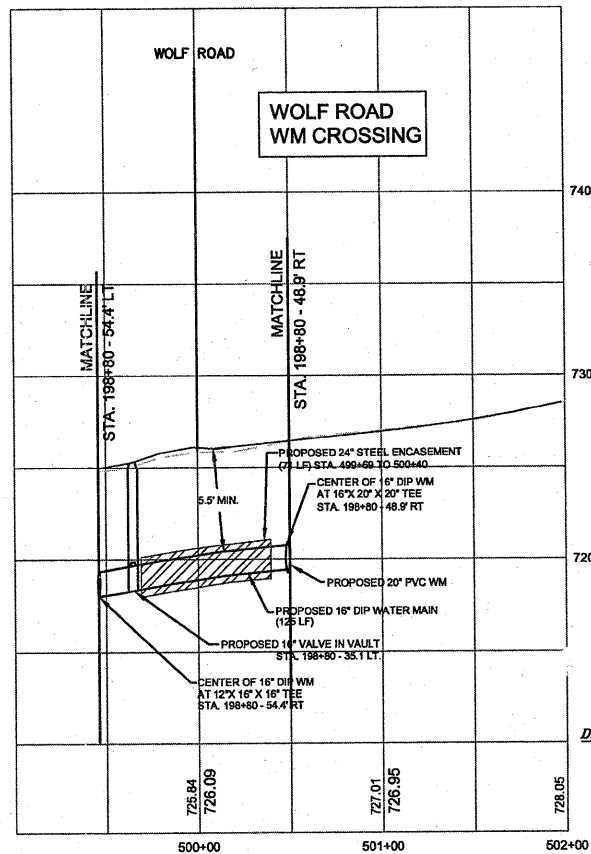 WOLF ROAD
WOLF ROAD
WM CROSSING
740
MATCHLINE
STA. 198+80 - 54.4' LT
MATCHLINE
STA. 198+80 - 48.9' RT
730
PROPOSED 24" STEEL ENCASEMENT
(71 LF) STA. 499+69 TO 500+40
CENTER OF 16" DIP WM
AT 16"X 20" X 20" TEE
STA. 198+80 - 48.9' RT
5.5' MIN.
720
PROPOSED 20" PVC WM
PROPOSED 16" DIP WATER MAIN
(125 LF)
PROPOSED 16" VALVE IN VAULT
STA. 198+80 - 35.1 LT.
CENTER OF 16" DIP WM
AT 12"X 16" X 16" TEE
STA. 198+80 - 54.4' RT
D
725.84
726.09
727.01
726.95
728.05
500+00
501+00
502+00